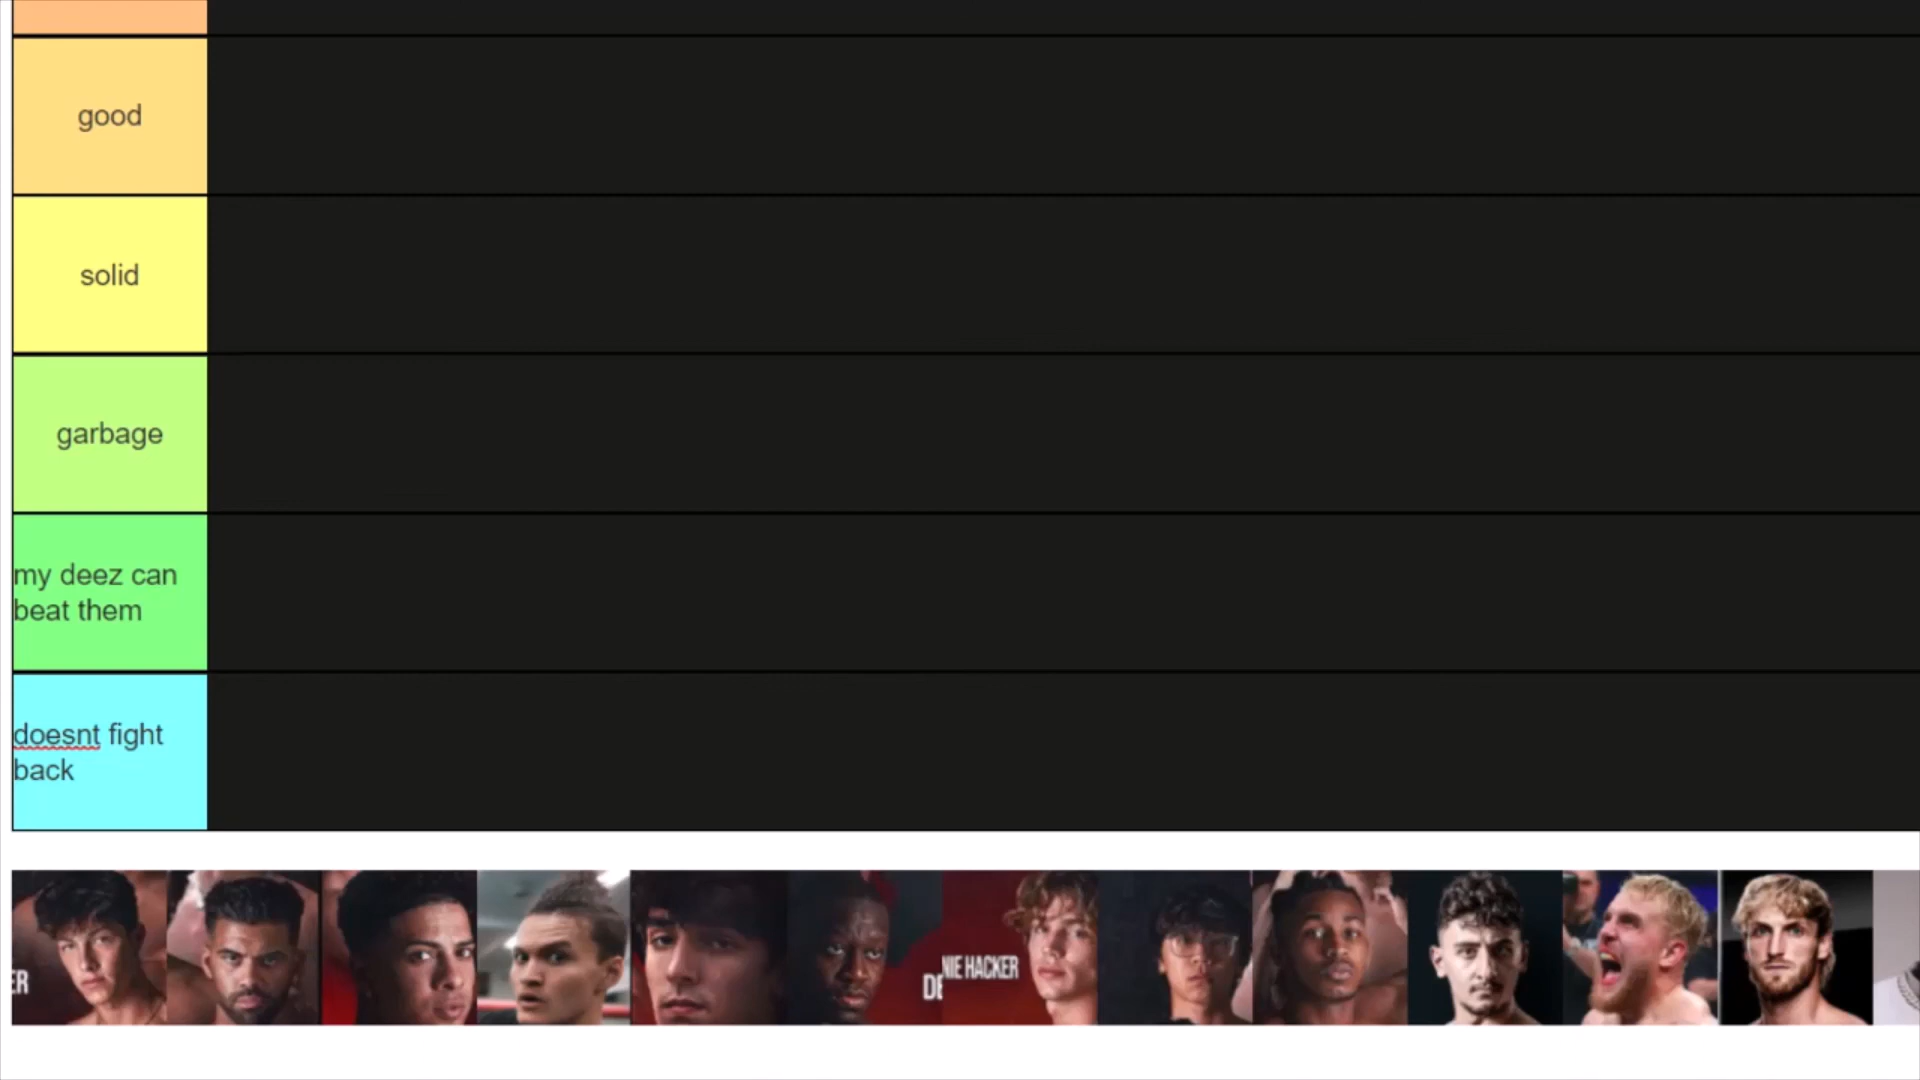 good
solid
garbage
my deez can
beat them
doesnt fight
back
ER
DE
NIE HACKER